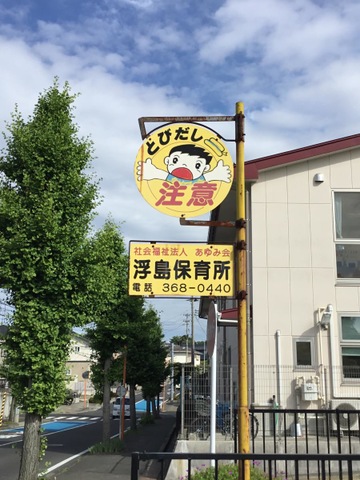 とびだし
注意
社会福祉法人 あゆみ会
浮島保育所
電話 368-0440